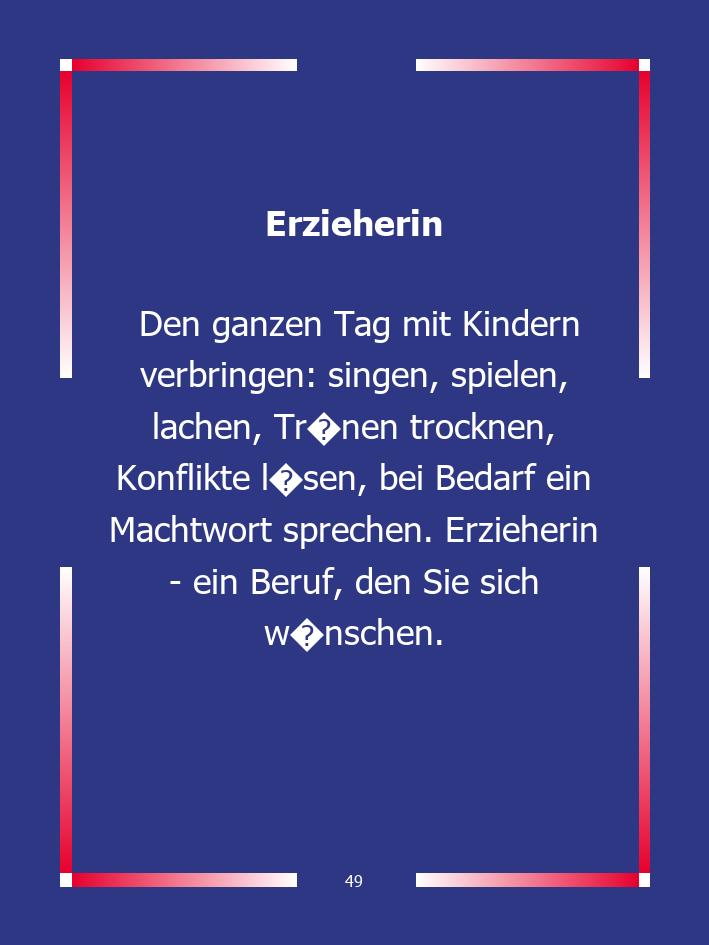 Erzieherin
Den ganzen Tag mit Kindern
verbringen: singen, spielen,
lachen, Tr�nen trocknen,
Konflikte l�sen, bei Bedarf ein
Machtwort sprechen. Erzieherin
- ein Beruf, den Sie sich
w�nschen.
49